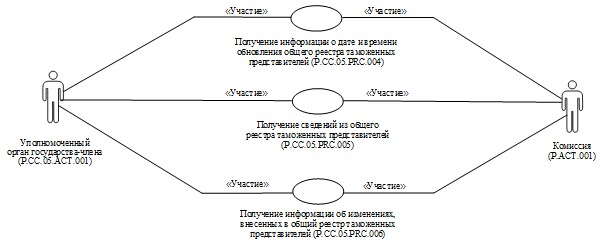 «Участие» «Участие»
Получение информации о дате и времени
обновления общего реестра таможенных
представителей (P.CC.05.PRC.004)
«Участие» «Участие»
Получение сведений из общего
реестра таможенных представителей
(P.CC.05.PRC.005)
Уполномоченный
орган государства-члена
(P.CC.05.ACT.001)
Комиссия
(P.ACT.001)
«Участие» «Участие»
Получение информации об изменениях,
внесенных в общий реестр таможенных
представителей (P.CC.05.PRC.006)